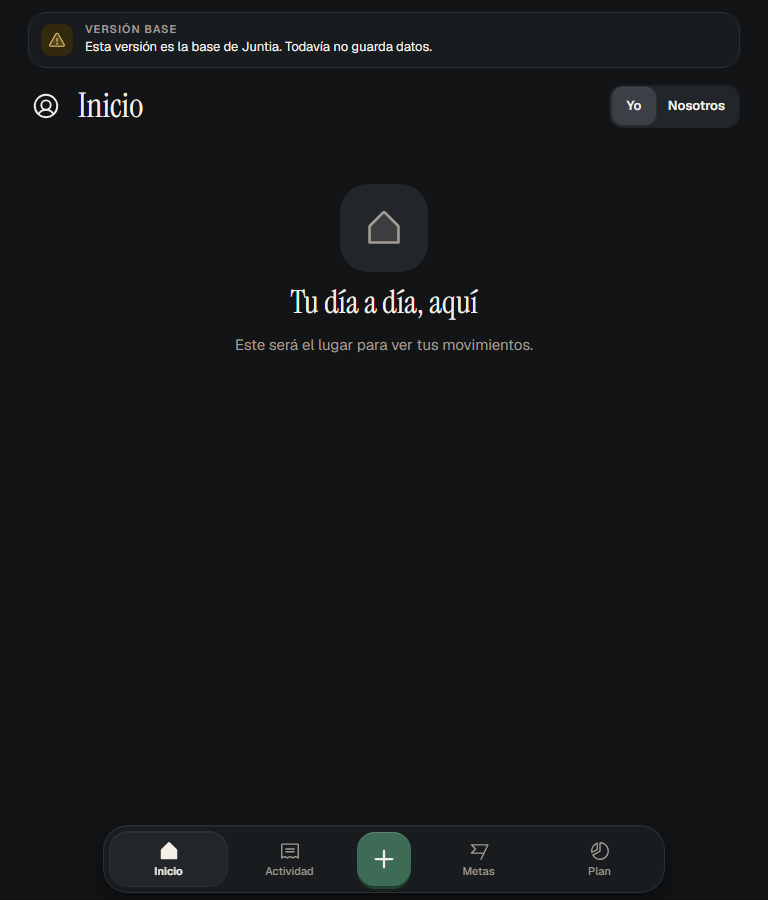 VERSIÓN BASE
Esta versión es la base de Juntia. Todavía no guarda datos.
Inicio
Yo
Nosotros
Tu día a día, aquí
Este será el lugar para ver tus movimientos.
Inicio
Actividad
Metas
Plan